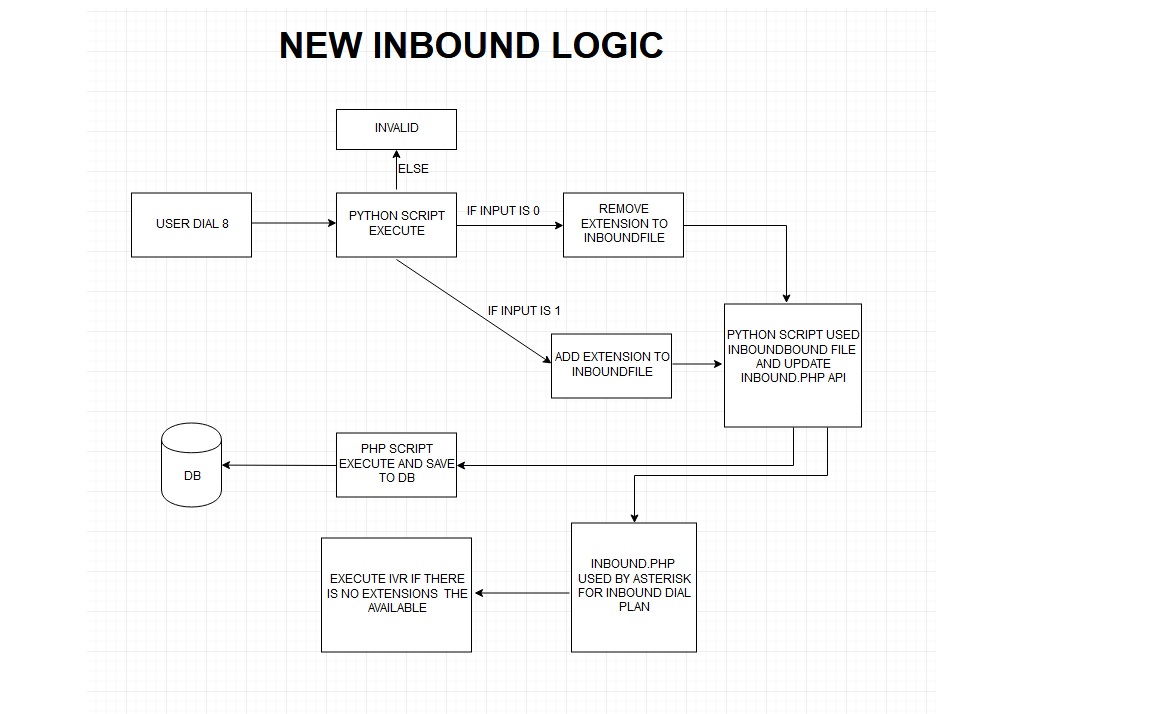 NEW INBOUND LOGIC
INVALID
ELSE
USER DIAL 8
PYTHON SCRIPT
EXECUTE
IF INPUT IS 0
REMOVE
EXTENSION TO
INBOUNDFILE
IF INPUT IS 1
ADD EXTENSION TO
INBOUNDFILE
PYTHON SCRIPT USED
INBOUNDBOUND FILE
AND UPDATE
INBOUND.PHP API
PHP SCRIPT
EXECUTE AND SAVE
TO DB
DB
INBOUND.PHP
USED BY ASTERISK
FOR INBOUND DIAL
PLAN
EXECUTE IVR IF THERE
IS NO EXTENSIONS THE
AVAILABLE